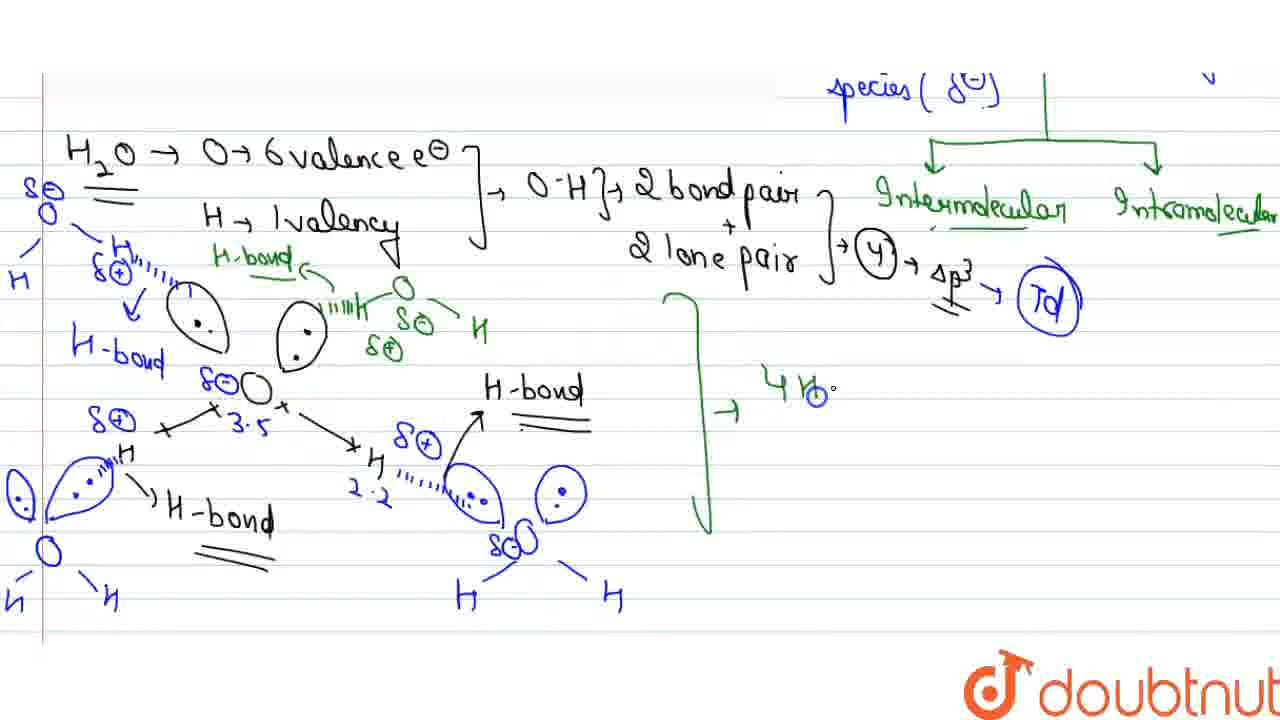 species ( δ⊖)
H₂O → O → 6 valence e⊖
→ O-H } → 2 bond pair
Intermolecular
Intramolecular
δ⊖
O
H → 1 valency
+
2 lone pair
→ 4 → sp³ → Td
H
H
δ⊕
H-bond
H
O
δ⊖
H
δ⊕
H-bond
δ⊖ O
3.5
H-bond
→ 4 H
δ⊕
H
δ⊕
H
2.2
H-bond
O
H
H
δ⊖ O
H
H
doubtnut